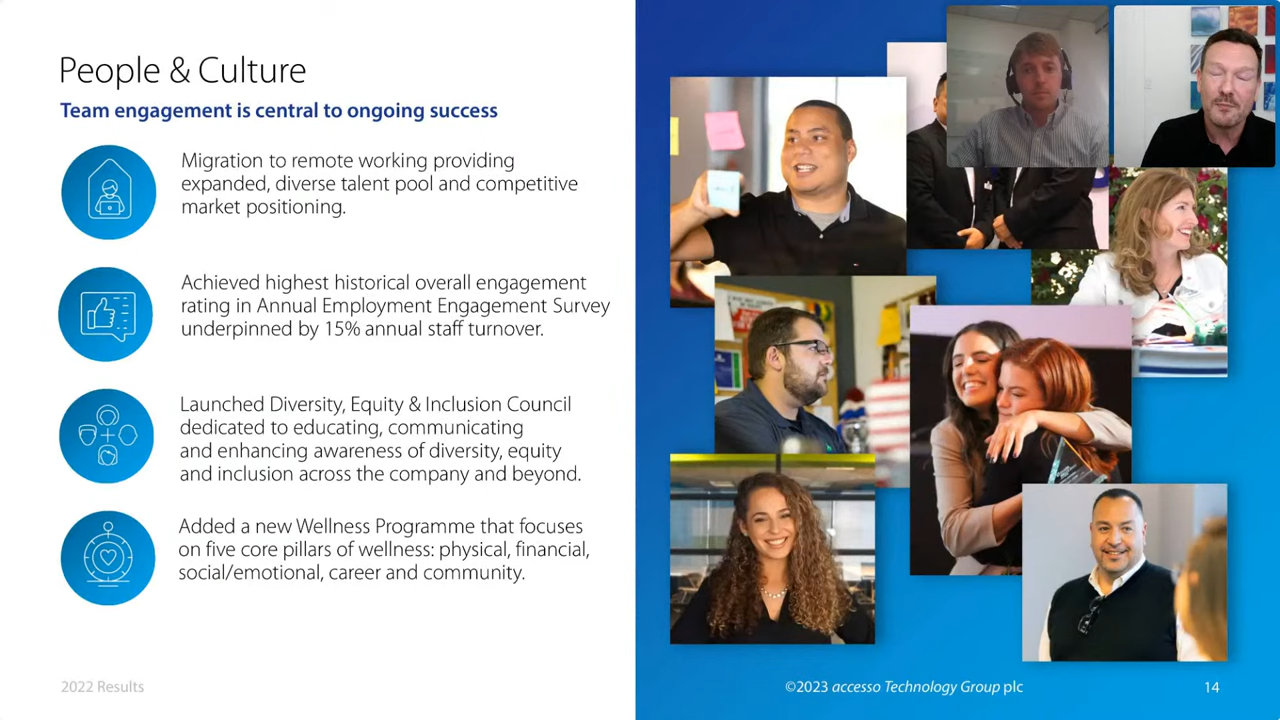 People & Culture
Team engagement is central to ongoing success
Migration to remote working providing
expanded, diverse talent pool and competitive
market positioning.
Achieved highest historical overall engagement
rating in Annual Employment Engagement Survey
underpinned by 15% annual staff turnover.
Launched Diversity, Equity & Inclusion Council
dedicated to educating, communicating
and enhancing awareness of diversity, equity
and inclusion across the company and beyond.
Added a new Wellness Programme that focuses
on five core pillars of wellness: physical, financial,
social/emotional, career and community.
2022 Results
©2023 accesso Technology Group plc
14